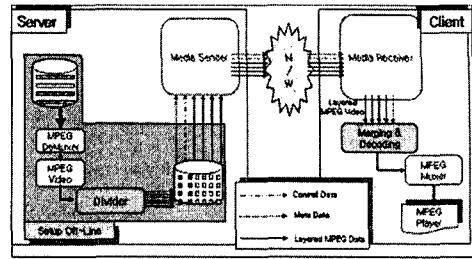 Server
Client
Media Sender
N
/
W
Media Receiver
Layered
MPEG Video
MPEG
DeMuxer
MPEG
Video
Divider
Setup Off-Line
Merging &
Decoding
MPEG
Muxer
MPEG
Player
Control Data
Meta Data
Layered MPEG Data